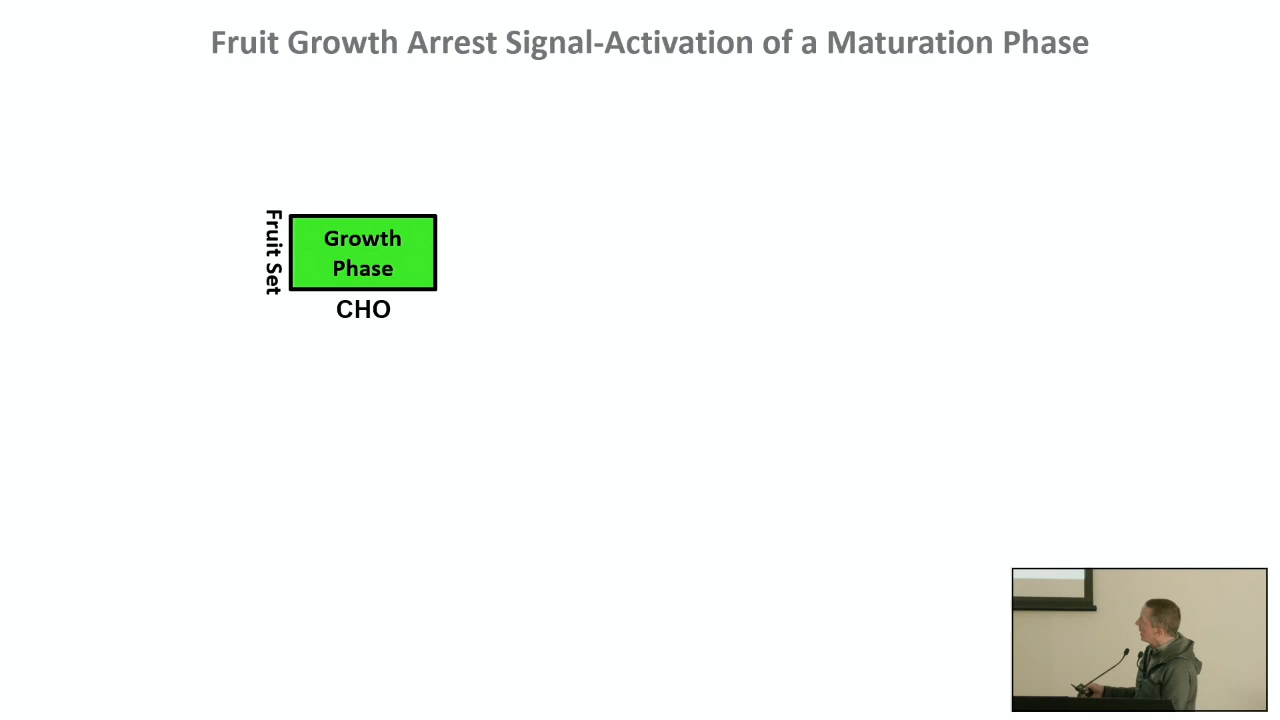 Fruit Growth Arrest Signal-Activation of a Maturation Phase
Fruit Set
Growth
Phase
CHO